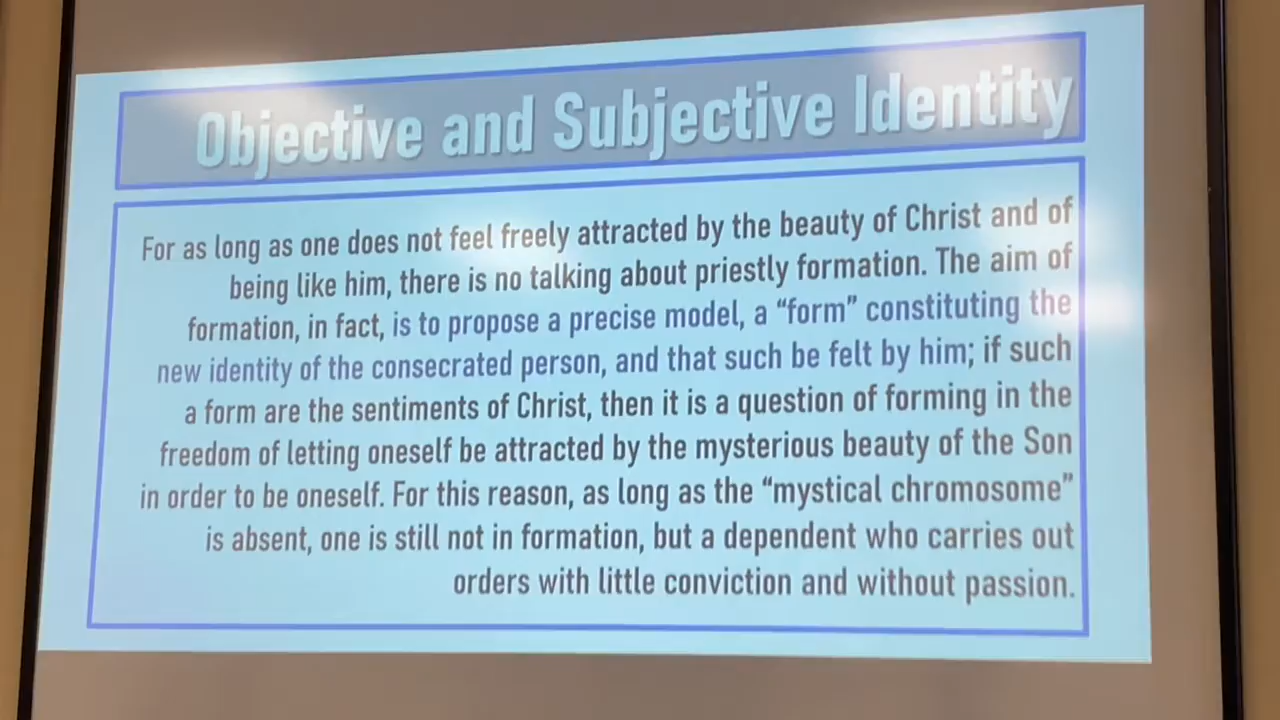 Objective and Subjective Identity
For as long as one does not feel freely attracted by the beauty of Christ and of
being like him, there is no talking about priestly formation. The aim of
formation, in fact, is to propose a precise model, a “form” constituting the
new identity of the consecrated person, and that such be felt by him; if such
a form are the sentiments of Christ, then it is a question of forming in the
freedom of letting oneself be attracted by the mysterious beauty of the Son
in order to be oneself. For this reason, as long as the “mystical chromosome”
is absent, one is still not in formation, but a dependent who carries out
orders with little conviction and without passion.